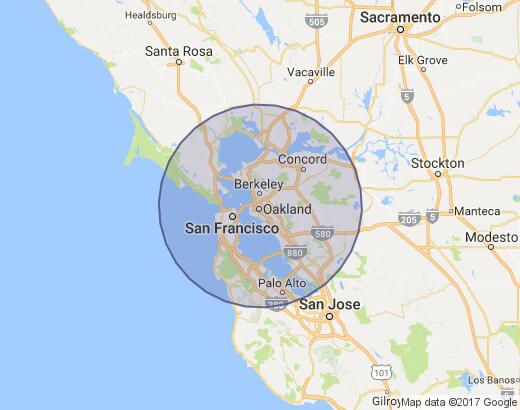 Folsom
Healdsburg
Sacramento
505
Santa Rosa
Elk Grove
Vacaville
5
Concord
Stockton
Berkeley
Oakland
Manteca
205
5
San Francisco
580
Modesto
880
Palo Alto
280
San Jose
101
Los Banos
Gilroy
Map data ©2017 Google